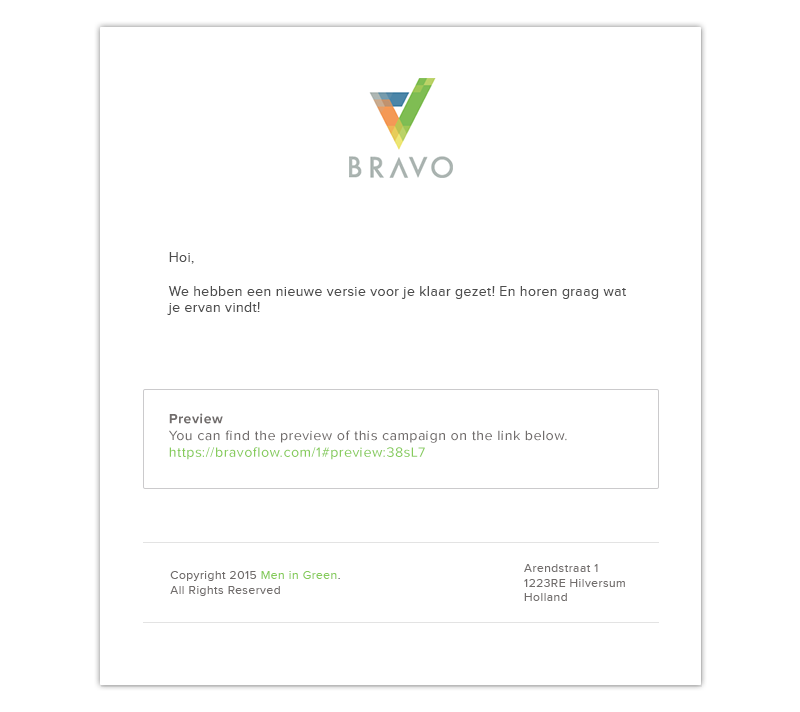 BRAVO
Hoi,
We hebben een nieuwe versie voor je klaar gezet! En horen graag wat
je ervan vindt!
Preview
You can find the preview of this campaign on the link below.
https://bravoflow.com/1#preview:38sL7
Copyright 2015 Men in Green.
All Rights Reserved
Arendstraat 1
1223RE Hilversum
Holland